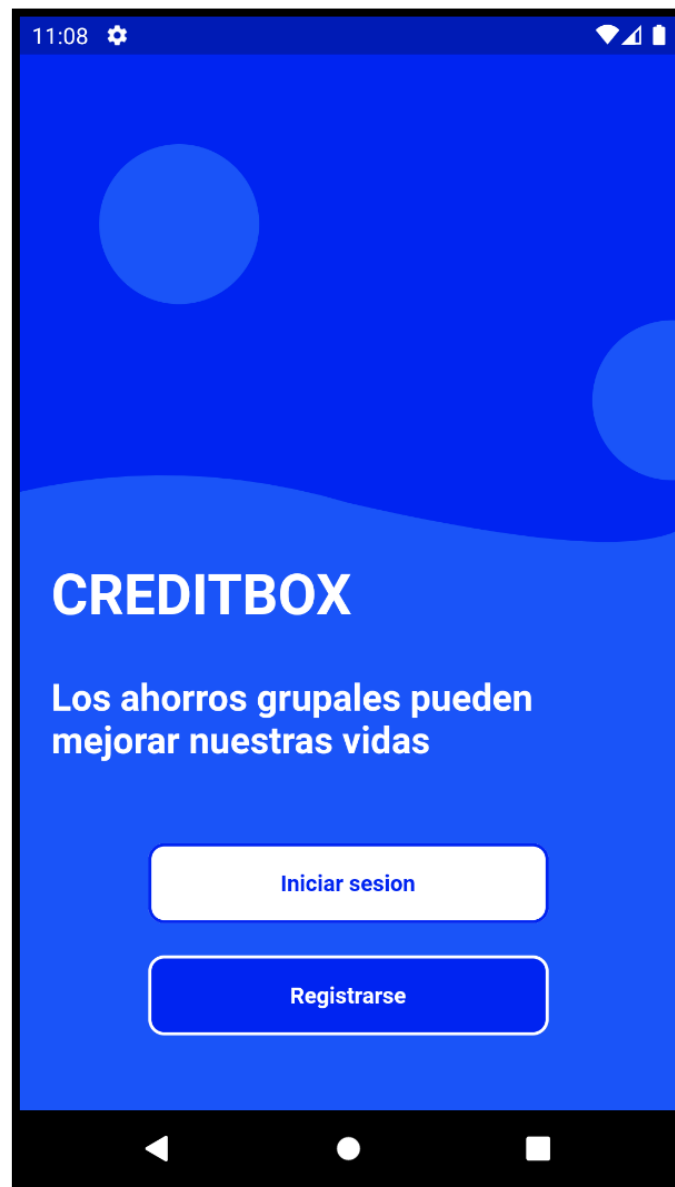 11:08
CREDITBOX
Los ahorros grupales pueden
mejorar nuestras vidas
Iniciar sesion
Registrarse